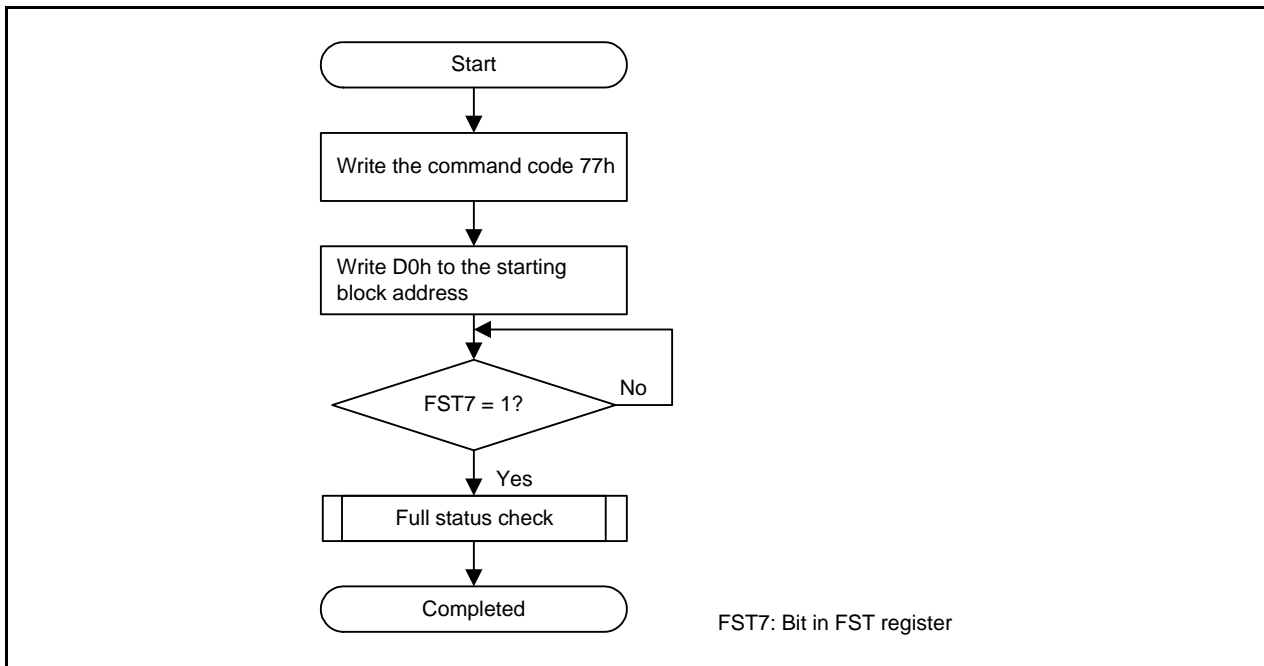 Start
Write the command code 77h
Write D0h to the starting
block address
FST7 = 1?
No
Yes
Full status check
Completed
FST7: Bit in FST register